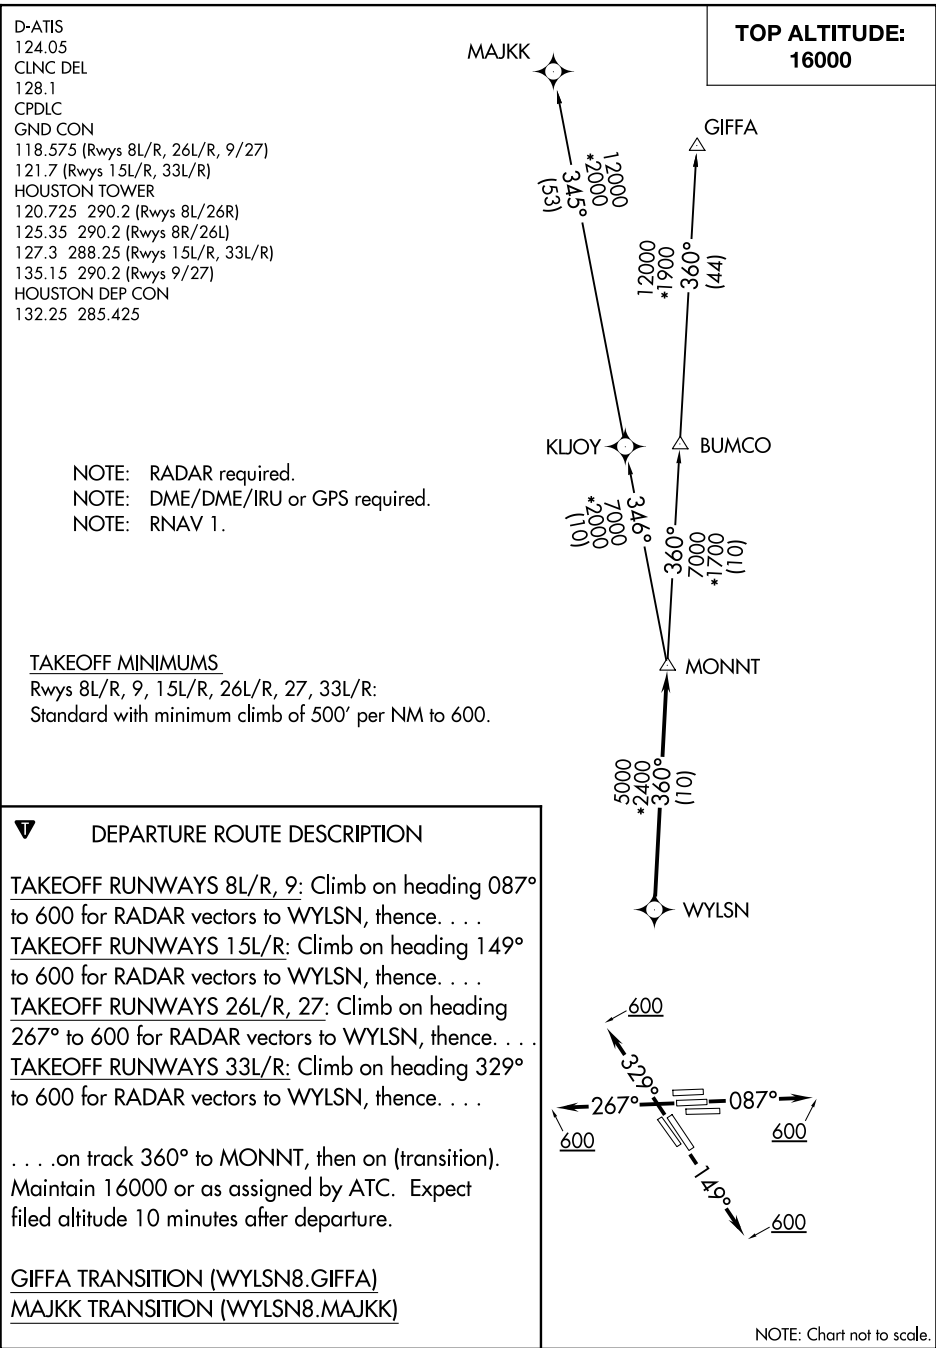 D-ATIS
124.05
CLNC DEL
128.1
CPDLC
GND CON
118.575 (Rwys 8L/R, 26L/R, 9/27)
121.7 (Rwys 15L/R, 33L/R)
HOUSTON TOWER
120.725 290.2 (Rwys 8L/26R)
125.35 290.2 (Rwys 8R/26L)
127.3 288.25 (Rwys 15L/R, 33L/R)
135.15 290.2 (Rwys 9/27)
HOUSTON DEP CON
132.25 285.425
TOP ALTITUDE:
16000
MAJKK
GIFFA
12000
*2000
345°
(53)
12000
*1900
360°
(44)
KLJOY
BUMCO
NOTE: RADAR required.
NOTE: DME/DME/IRU or GPS required.
NOTE: RNAV 1.
346°
7000
*2000
(10)
360°
7000
*1700
(10)
MONNT
TAKEOFF MINIMUMS
Rwys 8L/R, 9, 15L/R, 26L/R, 27, 33L/R:
Standard with minimum climb of 500' per NM to 600.
5000
*2400
360°
(10)
WYLSN
T
DEPARTURE ROUTE DESCRIPTION
TAKEOFF RUNWAYS 8L/R, 9: Climb on heading 087°
to 600 for RADAR vectors to WYLSN, thence. . . .
TAKEOFF RUNWAYS 15L/R: Climb on heading 149°
to 600 for RADAR vectors to WYLSN, thence. . . .
TAKEOFF RUNWAYS 26L/R, 27: Climb on heading
267° to 600 for RADAR vectors to WYLSN, thence. . . .
TAKEOFF RUNWAYS 33L/R: Climb on heading 329°
to 600 for RADAR vectors to WYLSN, thence. . . .
. . . .on track 360° to MONNT, then on (transition).
Maintain 16000 or as assigned by ATC. Expect
filed altitude 10 minutes after departure.
GIFFA TRANSITION (WYLSN8.GIFFA)
MAJKK TRANSITION (WYLSN8.MAJKK)
600
329°
267°
087°
600
600
149°
600
NOTE: Chart not to scale.